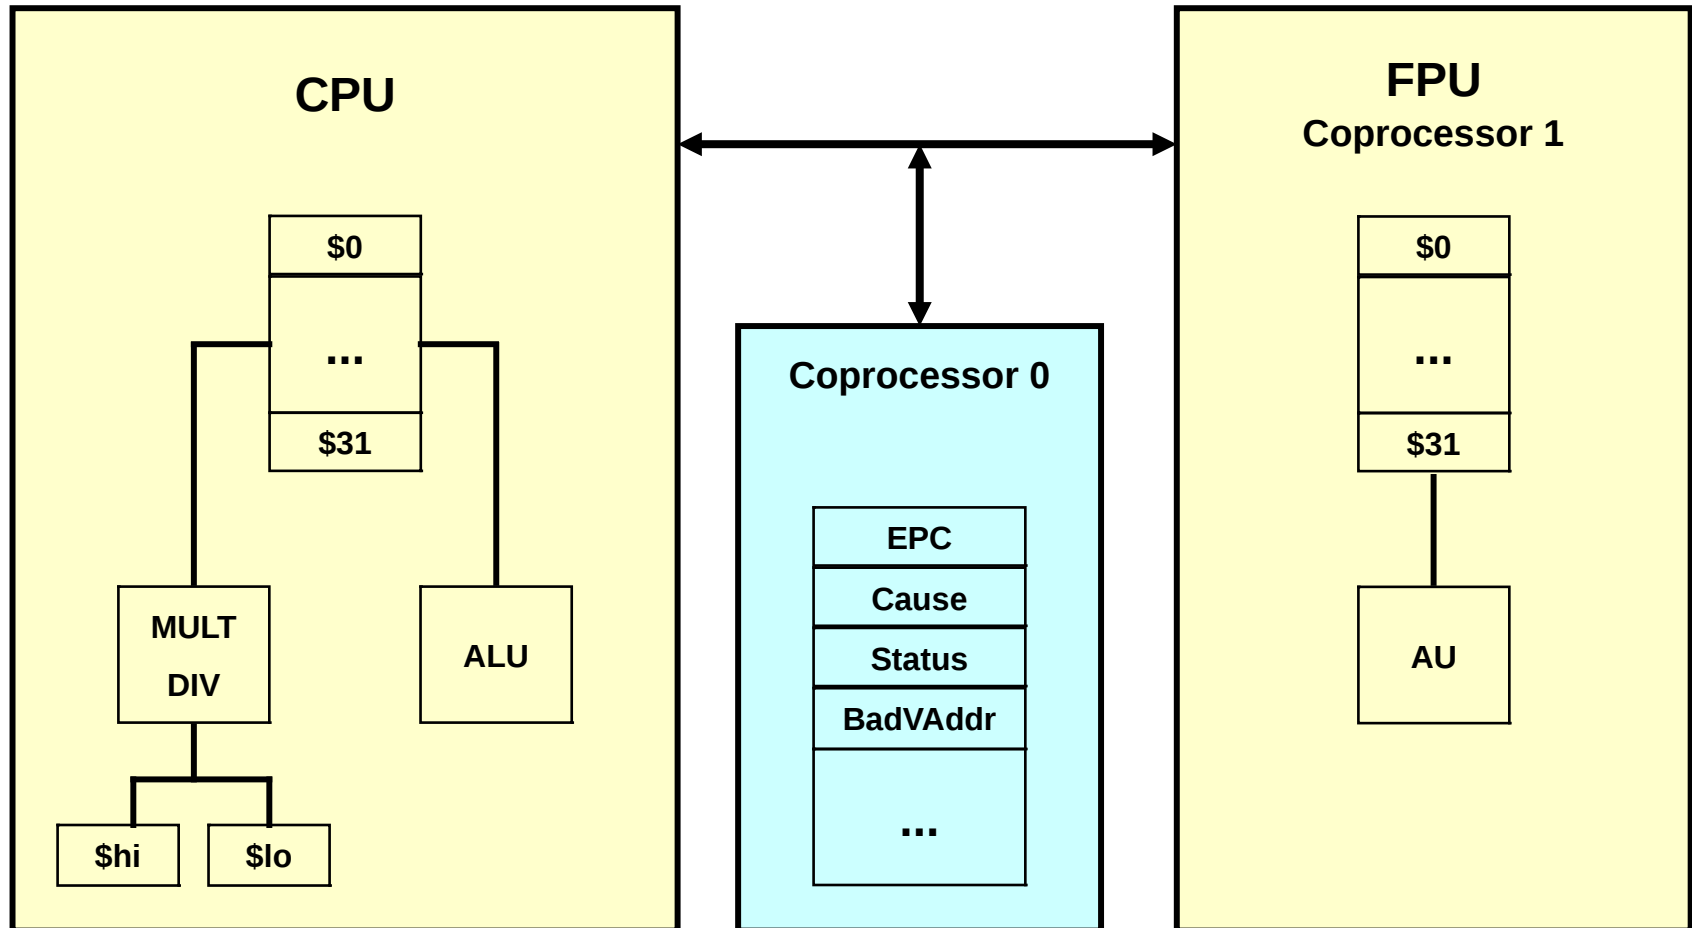 CPU
$0
...
$31
MULT
DIV
ALU
$hi
$lo
Coprocessor 0
EPC
Cause
Status
BadVAddr
...
FPU
Coprocessor 1
$0
...
$31
AU